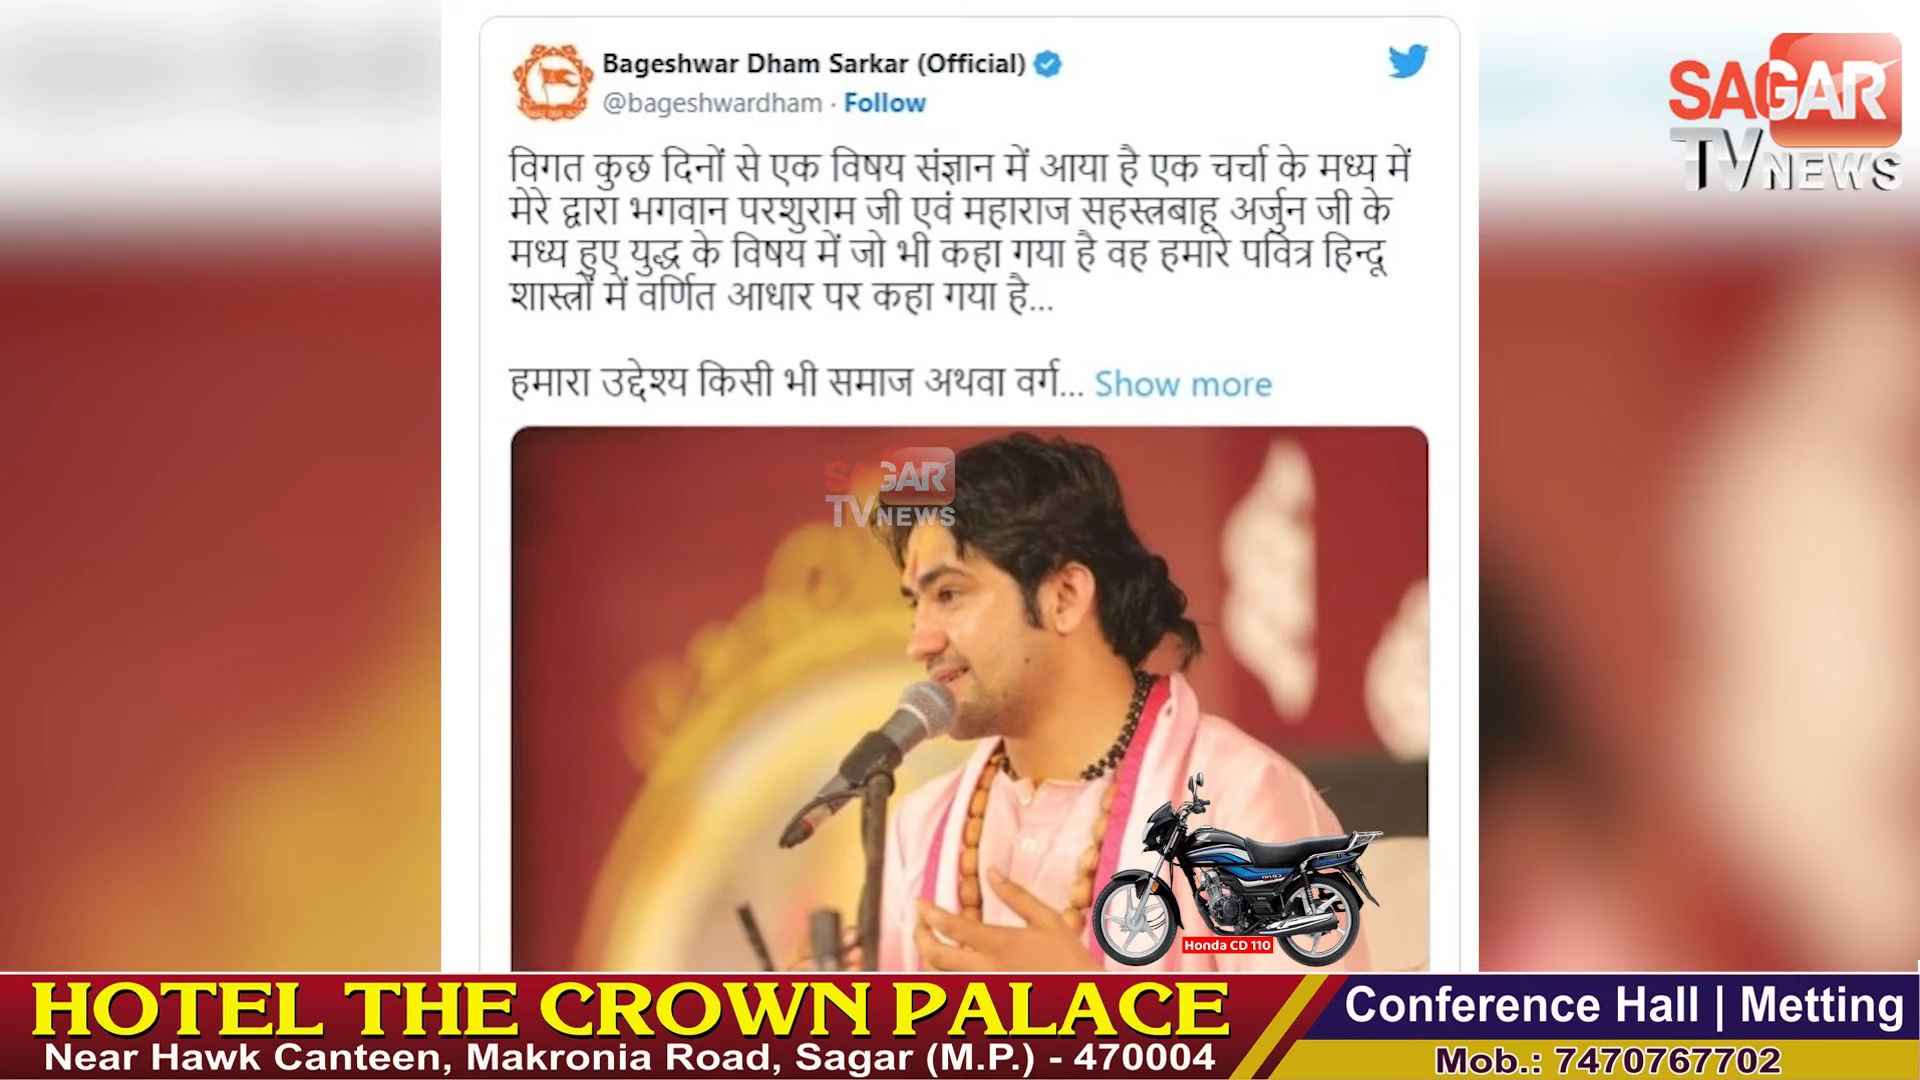 Bageshwar Dham Sarkar (Official)
@bageshwardham · Follow
SAGAR
TV NEWS
विगत कुछ दिनों से एक विषय संज्ञान में आया है एक चर्चा के मध्य में
मेरे द्वारा भगवान परशुराम जी एवं महाराज सहस्त्रबाहू अर्जुन जी के
मध्य हुए युद्ध के विषय में जो भी कहा गया है वह हमारे पवित्र हिन्दू
शास्त्रों में वर्णित आधार पर कहा गया है...
हमारा उद्देश्य किसी भी समाज अथवा वर्ग... Show more
SAGAR
TV NEWS
Honda CD 110
HOTEL THE CROWN PALACE
Near Hawk Canteen, Makronia Road, Sagar (M.P.) - 470004
Conference Hall | Metting
Mob.: 7470767702